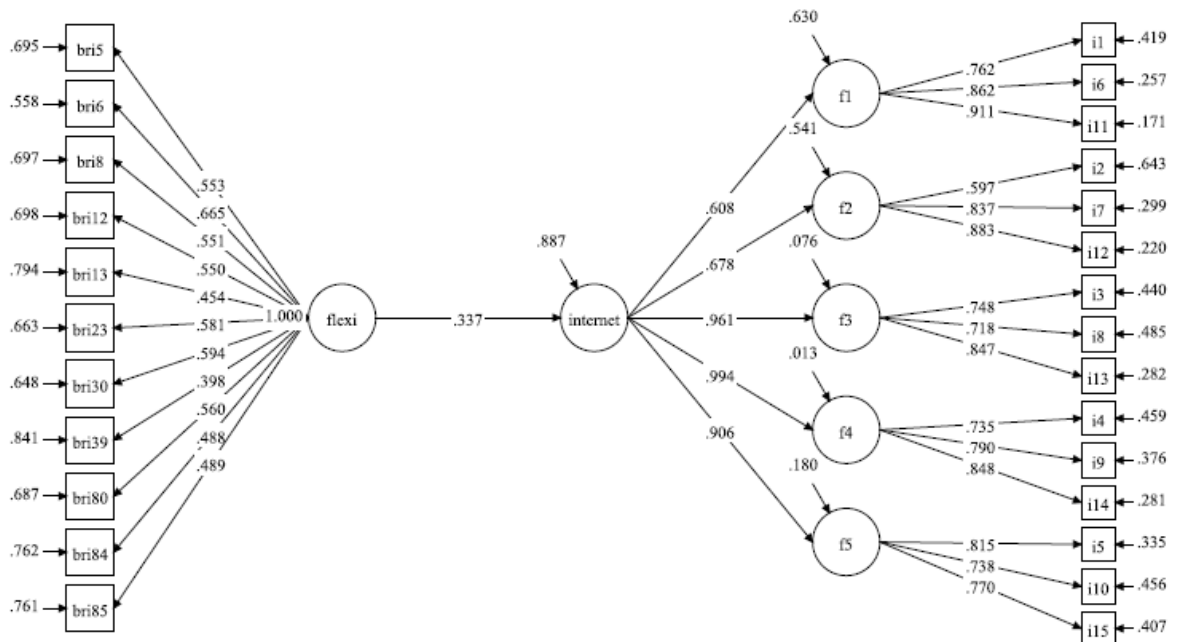 .695
bri5
.558
bri6
.697
bri8
.698
bri12
.794
bri13
.663
bri23
.648
bri30
.841
bri39
.687
bri80
.762
bri84
.761
bri85
.553
.665
.551
.550
.454
.581
.594
.398
.560
.488
.489
1.000
flexi
.337
.887
internet
.608
.678
.961
.994
.906
.630
f1
.541
f2
.076
f3
.013
f4
.180
f5
.762
.862
.911
.597
.837
.883
.748
.718
.847
.735
.790
.848
.815
.738
.770
i1
.419
i6
.257
i11
.171
i2
.643
i7
.299
i12
.220
i3
.440
i8
.485
i13
.282
i4
.459
i9
.376
i14
.281
i5
.335
i10
.456
i15
.407